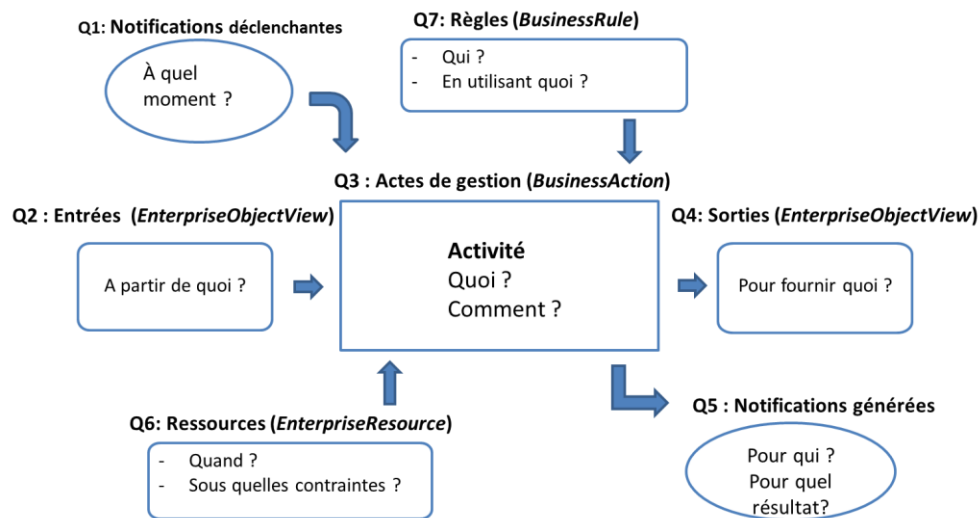 Q1: Notifications déclenchantes
À quel
moment ?
Q7: Règles (BusinessRule)
- Qui ?
- En utilisant quoi ?
Q3 : Actes de gestion (BusinessAction)
Q2 : Entrées (EnterpriseObjectView)
A partir de quoi ?
Activité
Quoi ?
Comment ?
Q4: Sorties (EnterpriseObjectView)
Pour fournir quoi ?
Q6: Ressources (EnterpriseResource)
- Quand ?
- Sous quelles contraintes ?
Q5 : Notifications générées
Pour qui ?
Pour quel
résultat?